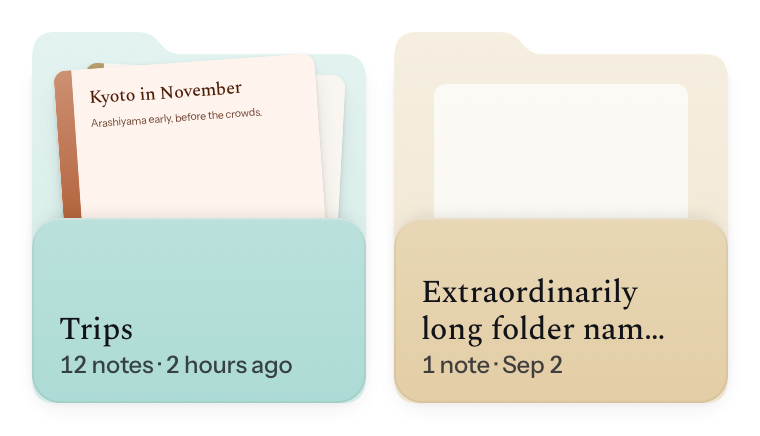 Kyoto in November
Arashiyama early, before the crowds.
Trips
12 notes · 2 hours ago
Extraordinarily
long folder nam...
1 note · Sep 2